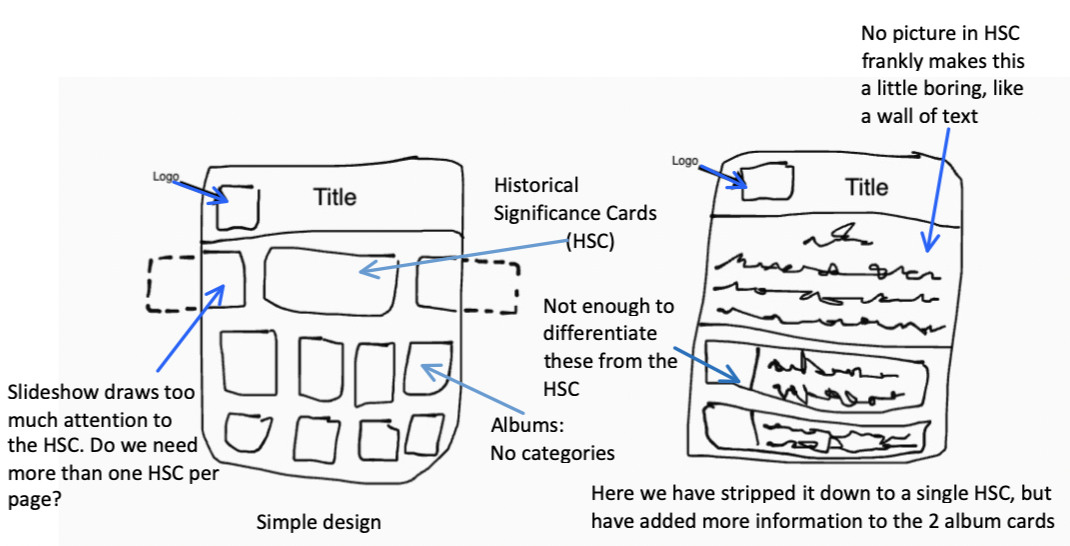 No picture in HSC
frankly makes this
a little boring, like
a wall of text
Logo
Title
Historical
Significance Cards
(HSC)
Logo
Title
Not enough to
differentiate
these from the
HSC
Slideshow draws too
much attention to
the HSC. Do we need
more than one HSC per
page?
Albums:
No categories
Simple design
Here we have stripped it down to a single HSC, but
have added more information to the 2 album cards